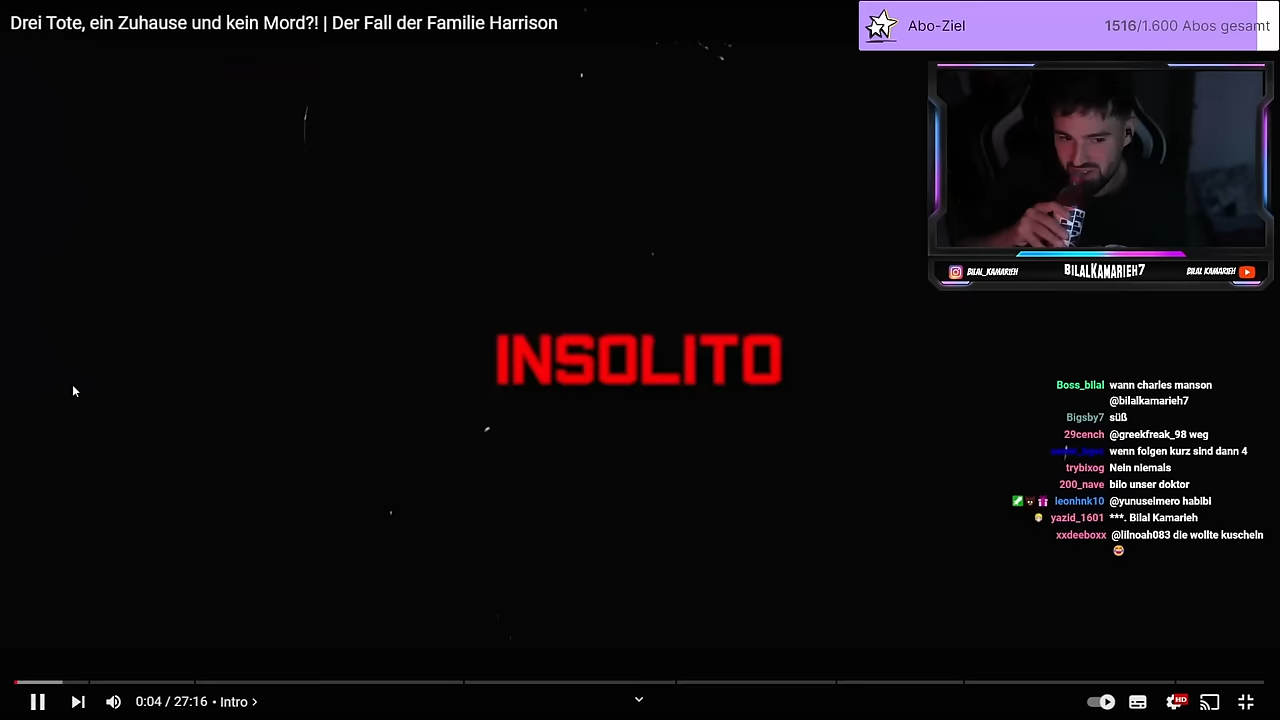 Drei Tote, ein Zuhause und kein Mord?! | Der Fall der Familie Harrison
Abo-Ziel
1516/1.600 Abos gesamt
BILAL_KAMARIEH
BILALKAMARIEH7
BILAL KAMARIEH
INSOLITO
Boss_bilal wann charles manson
@bilalkamarieh7
Bigsby7 süß
29cench @greekfreak_98 weg
wenn folgen kurz sind dann 4
trybixog Nein niemals
200_nave bilo unser doktor
leonhnk10 @yunuselmero habibi
yazid_1601 ***. Bilal Kamarieh
xxdeeboxx @lilnoah083 die wollte kuscheln
0:04 / 27:16 • Intro
HD